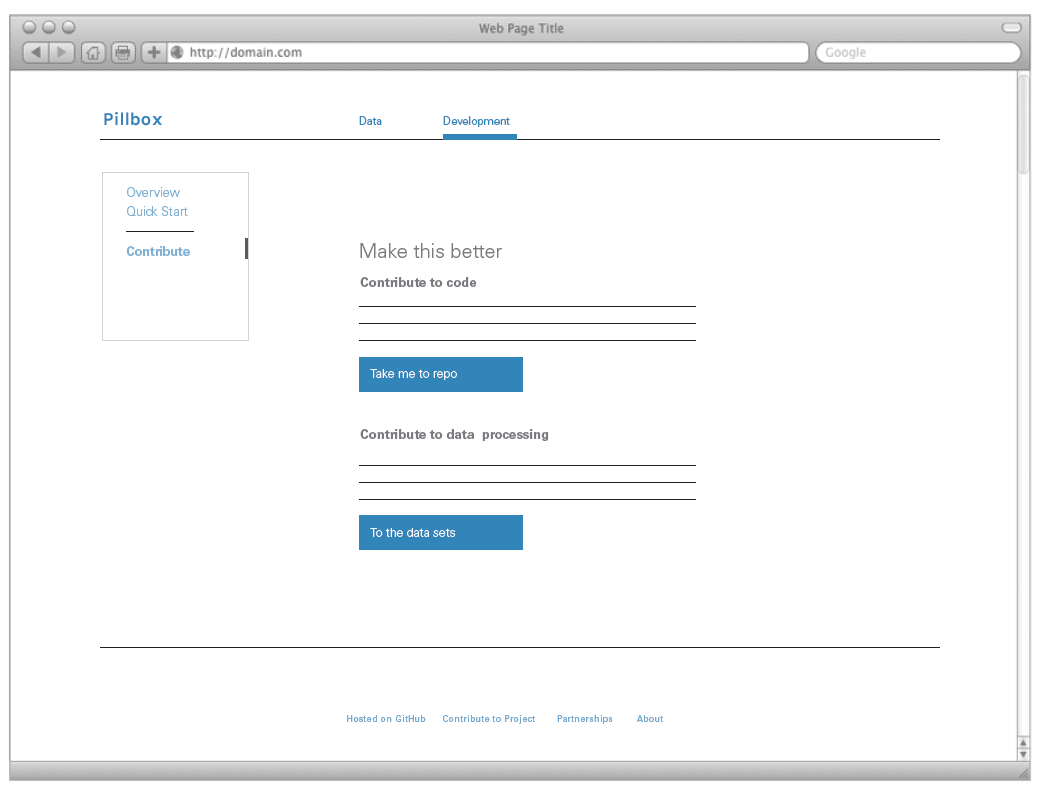 Web Page Title
http://domain.com
Google
Pillbox
Data
Development
Overview
Quick Start
Contribute
Make this better
Contribute to code
Take me to repo
Contribute to data processing
To the data sets
Hosted on GitHub
Contribute to Project
Partnerships
About